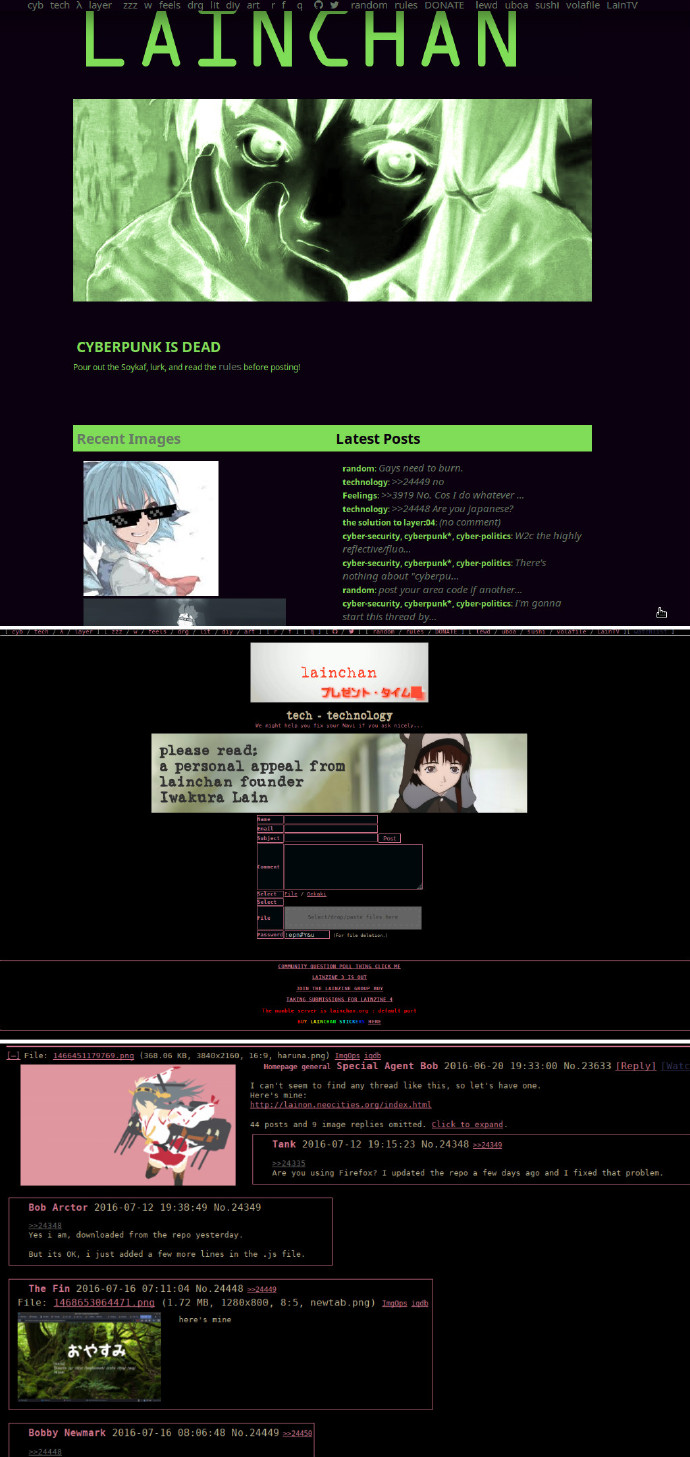 cyb tech λ layer zzz w feels drg lit diy art r f q random rules DONATE lewd uboa sushi volafile LainTV
LAINCHAN
CYBERPUNK IS DEAD
Pour out the Soykaf, lurk, and read the rules before posting!
Recent Images Latest Posts
random: Gays need to burn.
technology: >>24449 no
Feelings: >>3919 No. Cos I do whatever ...
technology: >>24448 Are you japanese?
the solution to layer:04: (no comment)
cyber-security, cyberpunk*, cyber-politics: W2c the highly
reflective/fluo...
cyber-security, cyberpunk*, cyber-politics: There's
nothing about "cyberpu...
random: post your area code if another...
cyber-security, cyberpunk*, cyber-politics: I'm gonna
start this thread by...
[ cyb / tech / λ / layer ] [ zzz / w / feels / drg / lit / diy / art ] [ r / f ] [ q ] [ / ] [ random / rules / DONATE ] [ lewd / uboa / sushi / volafile / LainTV ]
lainchan
プレゼント・タイム
tech - technology
We might help you fix your Navi if you ask nicely...
please read;
a personal appeal from
lainchan founder
Iwakura Lain
Name
Email
Subject Post
Comment
Select File / Oekaki
Select
File Select/drop/paste files here
Password (For file deletion.)
COMMUNITY QUESTION POLL THING CLICK ME
LAINZINE 3 IS OUT
JOIN THE LAINZINE GROUP BOY
TAKING SUBMISSIONS FOR LAINZINE 4
The mumble server is lainchan.org : default port
BUY LAINCHAN STICKERS HERE
[–] File: 1466451179769.png (368.06 KB, 3840x2160, 16:9, haruna.png) ImgOps iqdb
Homepage general Special Agent Bob 2016-06-20 19:33:00 No.23633 [Reply] [Watc
I can't seem to find any thread like this, so let's have one.
Here's mine:
http://lainon.neocities.org/index.html
44 posts and 9 image replies omitted. Click to expand.
Tank 2016-07-12 19:15:23 No.24348 >>24349
>>24335
Are you using Firefox? I updated the repo a few days ago and I fixed that problem.
Bob Arctor 2016-07-12 19:38:49 No.24349
>>24348
Yes i am, downloaded from the repo yesterday.
But its OK, i just added a few more lines in the .js file.
The Fin 2016-07-16 07:11:04 No.24448 >>24449
File: 1468653064471.png (1.72 MB, 1280x800, 8:5, newtab.png) ImgOps iqdb
here's mine
おやすみ
Bobby Newmark 2016-07-16 08:06:48 No.24449 >>24450
>>24448